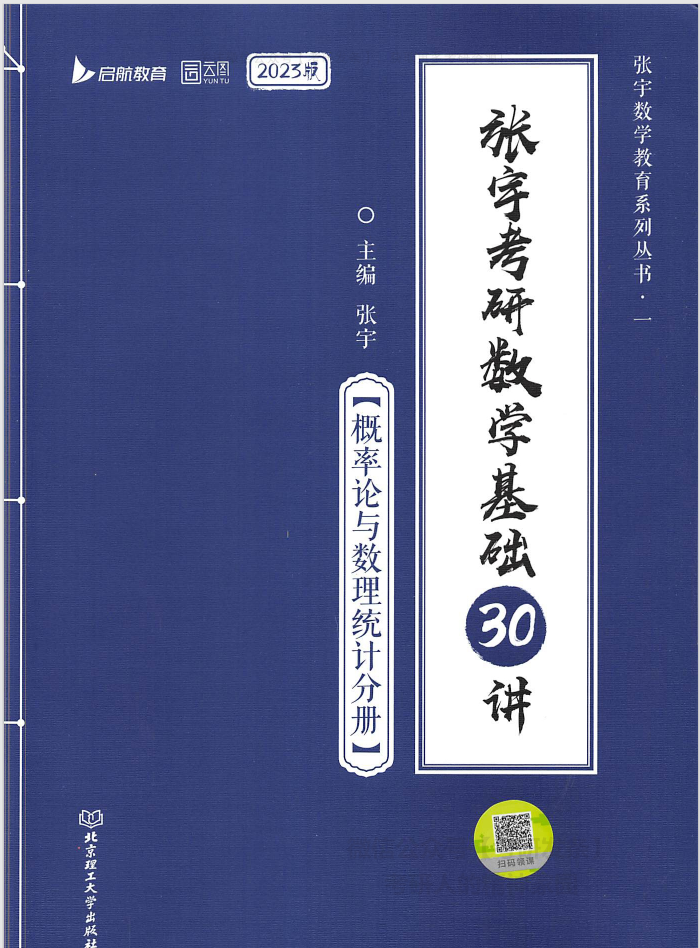 启航教育
云图
YUN TU
2023版
张宇数学教育系列丛书·一
张宇考研数学基础30讲
主编 张宇
【概率论与数理统计分册】
扫码领课
北京理工大学出版社